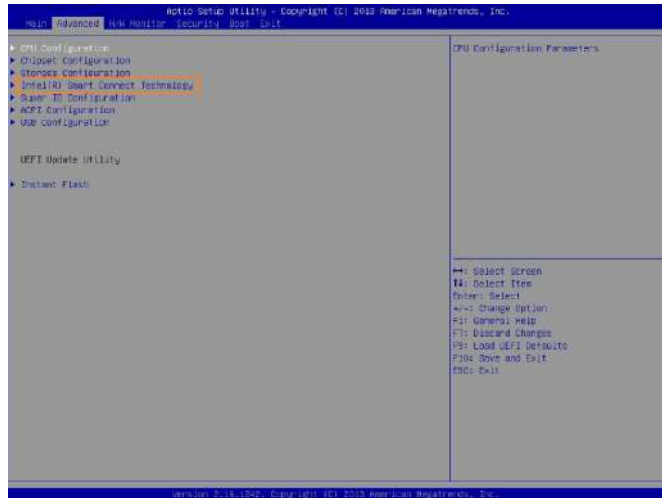 Aptio Setup Utility - Copyright (C) 2013 American Megatrends, Inc.
Main Advanced H/W Monitor Security Boot Exit
CPU Configuration
Chipset Configuration
Storage Configuration
Intel(R) Smart Connect Technology
Super IO Configuration
ACPI Configuration
USB Configuration
UEFI Update Utility
Instant Flash
CPU Configuration Parameters
↔: Select Screen
↑↓: Select Item
Enter: Select
+/-: Change Option
F1: General Help
F7: Discard Changes
F9: Load UEFI Defaults
F10: Save and Exit
ESC: Exit
Version 2.16.1242. Copyright (C) 2013 American Megatrends, Inc.